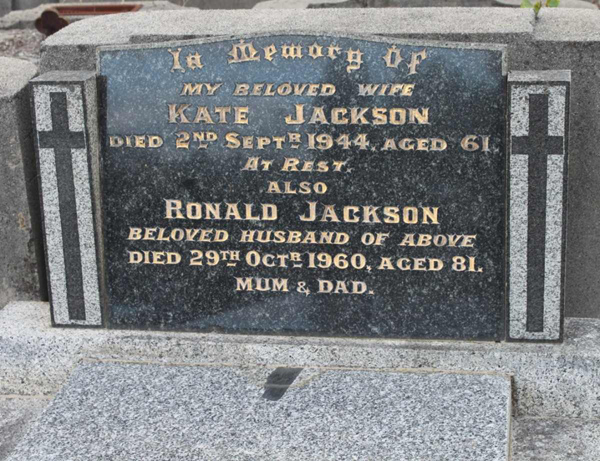 In Memory Of
MY BELOVED WIFE
KATE JACKSON
DIED 2ND SEPTR 1944, AGED 61.
AT REST.
ALSO
RONALD JACKSON
BELOVED HUSBAND OF ABOVE
DIED 29TH OCTR 1960, AGED 81.
MUM & DAD.